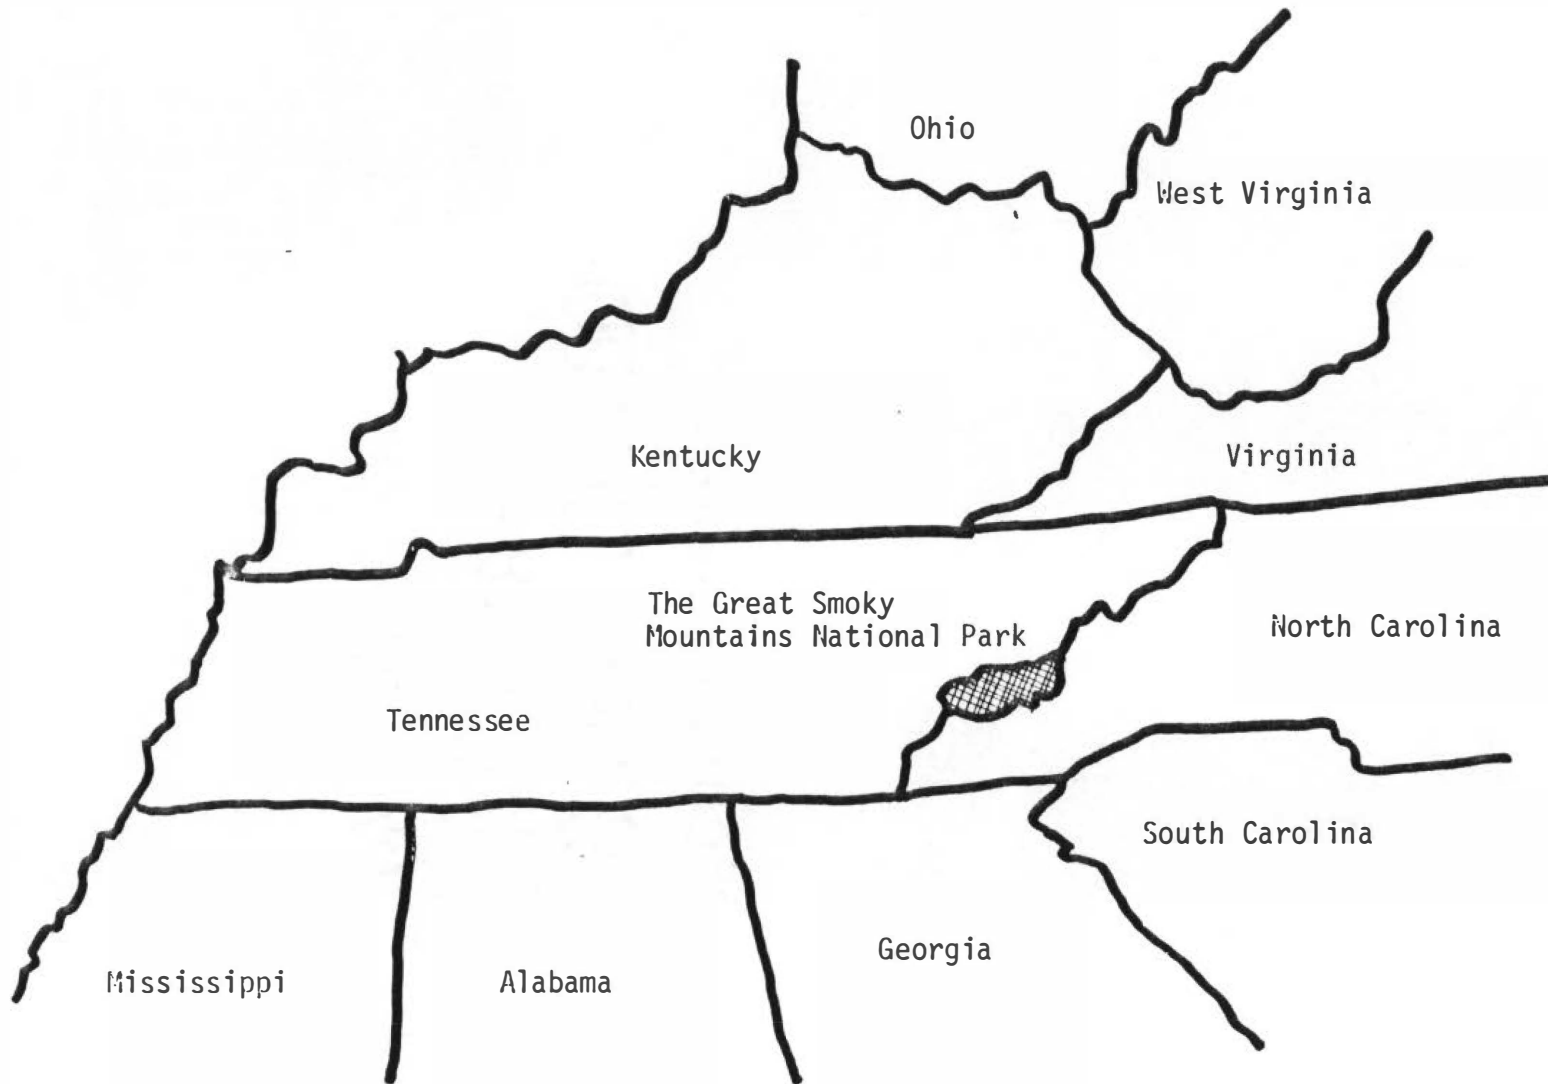 Ohio
West Virginia
Kentucky
Virginia
The Great Smoky
Mountains National Park
North Carolina
Tennessee
South Carolina
Georgia
Mississippi
Alabama